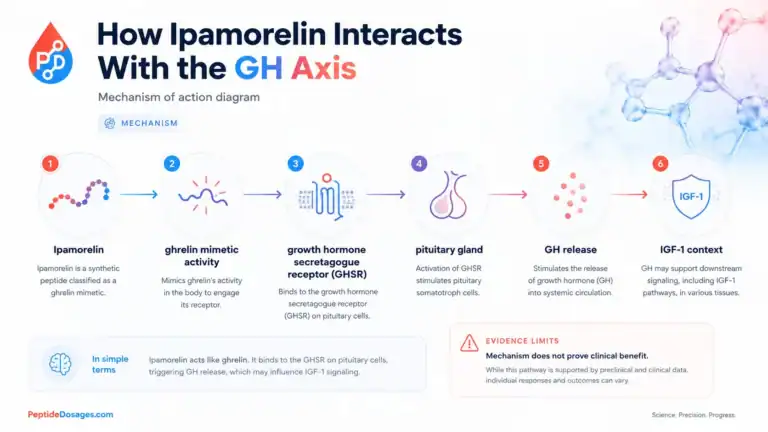 PD
How Ipamorelin Interacts
With the GH Axis
Mechanism of action diagram
MECHANISM
1
2
3
4
5
6
IGF-1
Ipamorelin
Ipamorelin is a synthetic
peptide classified as a
ghrelin mimetic.
ghrelin mimetic
activity
Mimics ghrelin's activity
in the body to engage
its receptor.
growth hormone
secretagogue
receptor (GHSR)
Binds to the growth hormone
secretagogue receptor
(GHSR) on pituitary cells.
pituitary gland
Activation of GHSR
stimulates pituitary
somatotroph cells.
GH release
Stimulates the release
of growth hormone (GH)
into systemic circulation.
IGF-1 context
GH may support downstream
signaling, including IGF-1
pathways, in various tissues.
In simple
terms
Ipamorelin acts like ghrelin. It binds to the GHSR on pituitary cells,
triggering GH release, which may influence IGF-1 signaling.
EVIDENCE LIMITS
Mechanism does not prove clinical benefit.
While this pathway is supported by preclinical and clinical data,
individual responses and outcomes can vary.
PeptideDosages.com
Science. Precision. Progress.